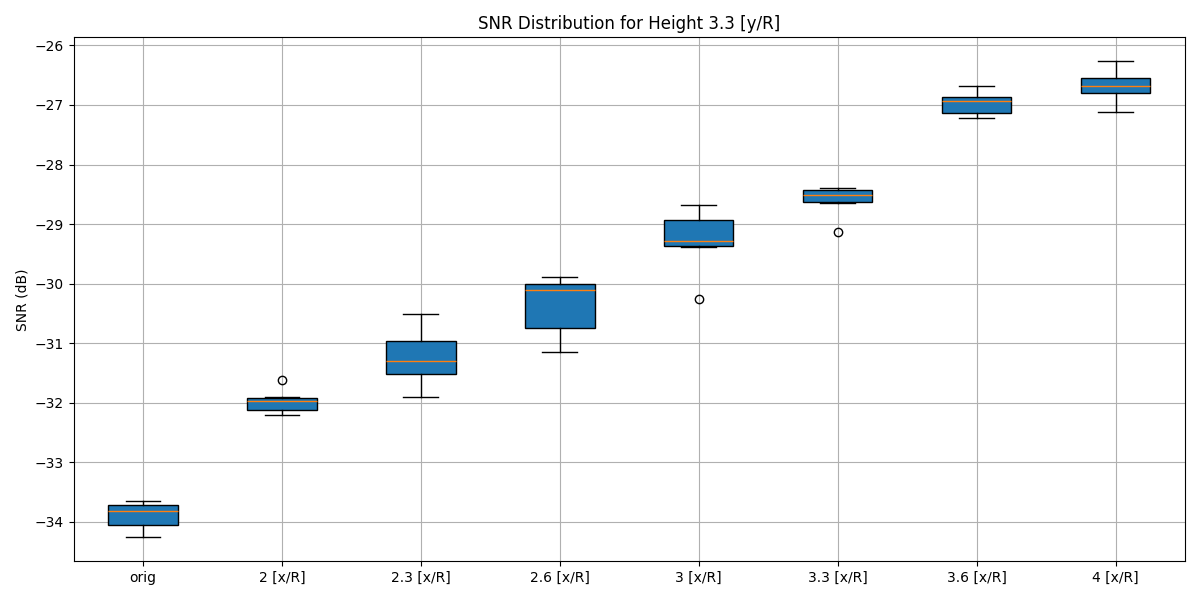 SNR Distribution for Height 3.3 [y/R]
−26
−27
−28
−29
−30
−31
−32
−33
−34
SNR (dB)
orig
2 [x/R]
2.3 [x/R]
2.6 [x/R]
3 [x/R]
3.3 [x/R]
3.6 [x/R]
4 [x/R]